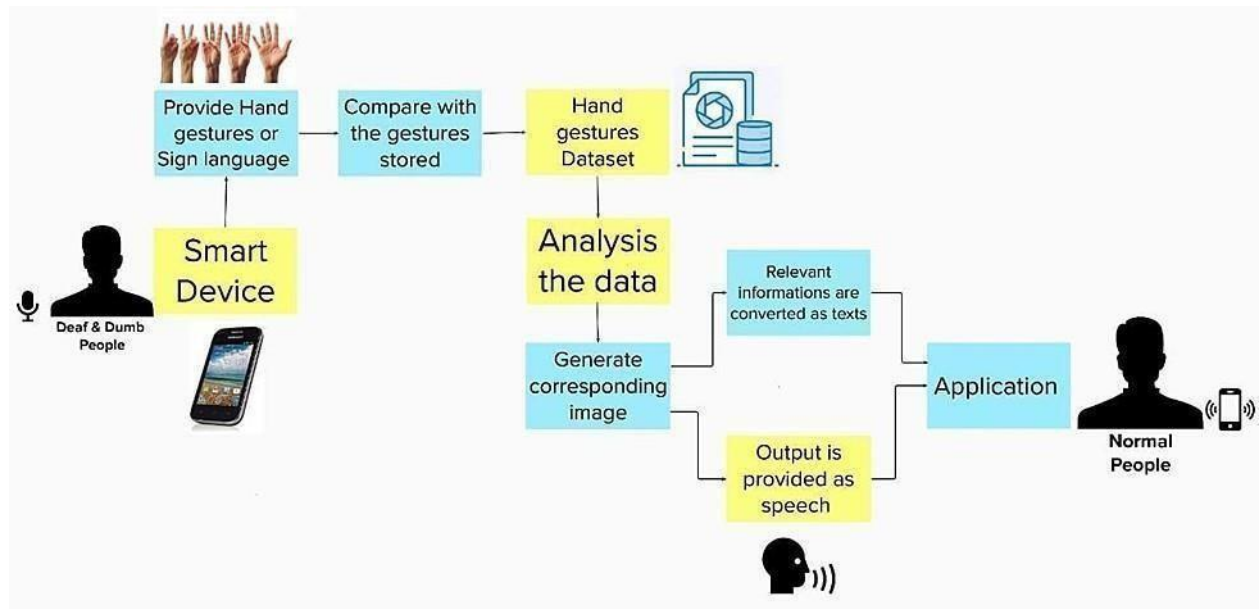 Provide Hand
gestures or
Sign language
Compare with
the gestures
stored
Hand
gestures
Dataset
Smart
Device
Deaf & Dumb
People
Analysis
the data
Relevant
informations are
converted as texts
Generate
corresponding
image
Application
Output is
provided as
speech
Normal
People